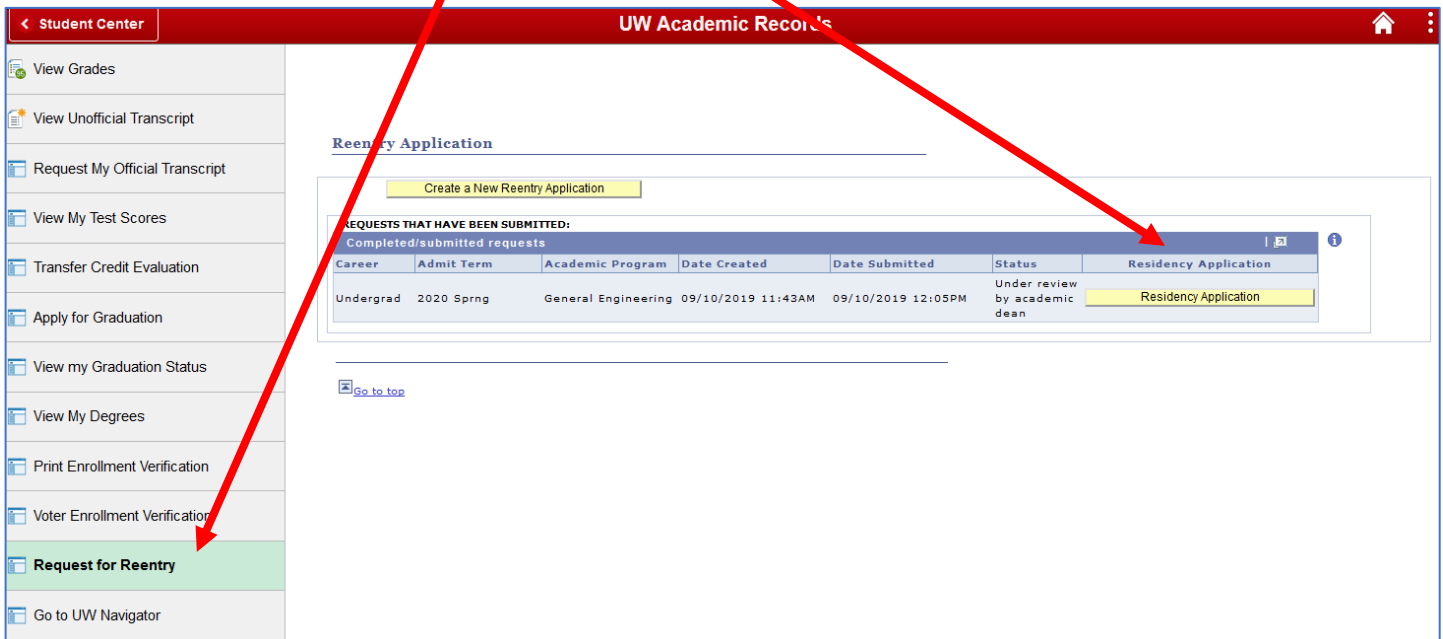 Student Center
UW Academic Records
View Grades
View Unofficial Transcript
Request My Official Transcript
View My Test Scores
Transfer Credit Evaluation
Apply for Graduation
View my Graduation Status
View My Degrees
Print Enrollment Verification
Voter Enrollment Verification
Request for Reentry
Go to UW Navigator
Reentry Application
Create a New Reentry Application
REQUESTS THAT HAVE BEEN SUBMITTED:
Completed/submitted requests
Career Admit Term Academic Program Date Created Date Submitted Status Residency Application
Undergrad 2020 Sprng General Engineering 09/10/2019 11:43AM 09/10/2019 12:05PM Under review by academic dean Residency Application
Go to top